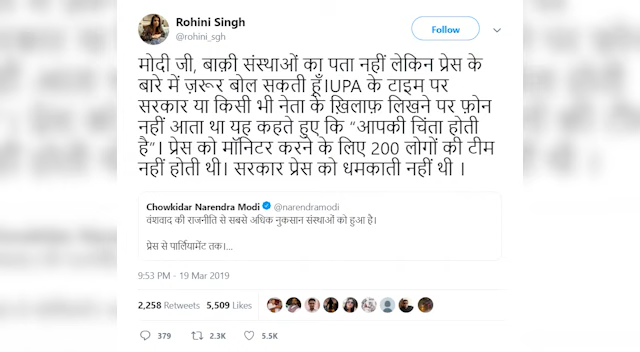 Rohini Singh
@rohini_sgh
Follow
मोदी जी, बाक़ी संस्थाओं का पता नहीं लेकिन प्रेस के
बारे में ज़रूर बोल सकती हूँ।UPA के टाइम पर
सरकार या किसी भी नेता के ख़िलाफ़ लिखने पर फ़ोन
नहीं आता था यह कहते हुए कि “आपकी चिंता होती
है”। प्रेस को मॉनिटर करने के लिए 200 लोगों की टीम
नहीं होती थी। सरकार प्रेस को धमकाती नहीं थी ।
Chowkidar Narendra Modi @narendramodi
वंशवाद की राजनीति से सबसे अधिक नुकसान संस्थाओं को हुआ है।
प्रेस से पार्लियामेंट तक।...
9:53 PM - 19 Mar 2019
2,258 Retweets 5,509 Likes
379 2.3K 5.5K